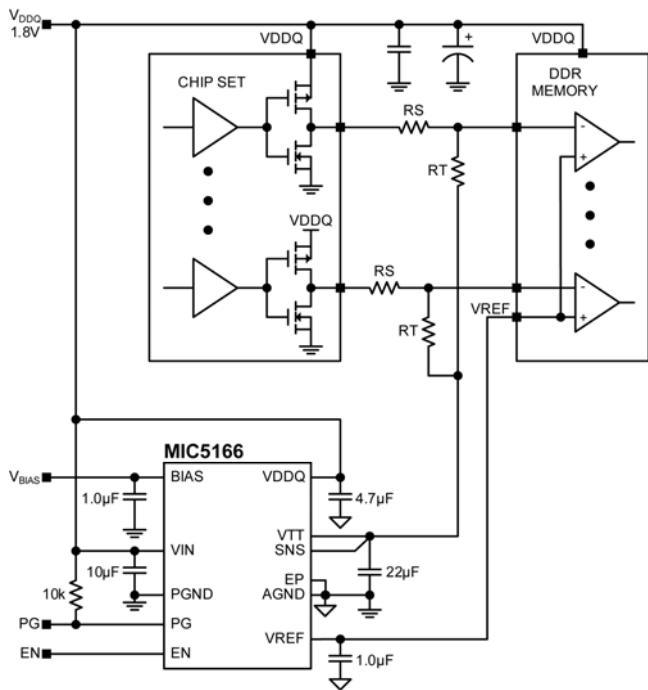 VDDQ
1.8V
VDDQ
VDDQ
CHIP SET
DDR
MEMORY
RS
RT
VDDQ
RS
RT
VREF
MIC5166
VBIAS
BIAS
VDDQ
1.0µF
4.7µF
VTT
SNS
VIN
10µF
22µF
EP
10k
PGND
AGND
PG
PG
VREF
EN
EN
1.0µF
-
+
-
+
+